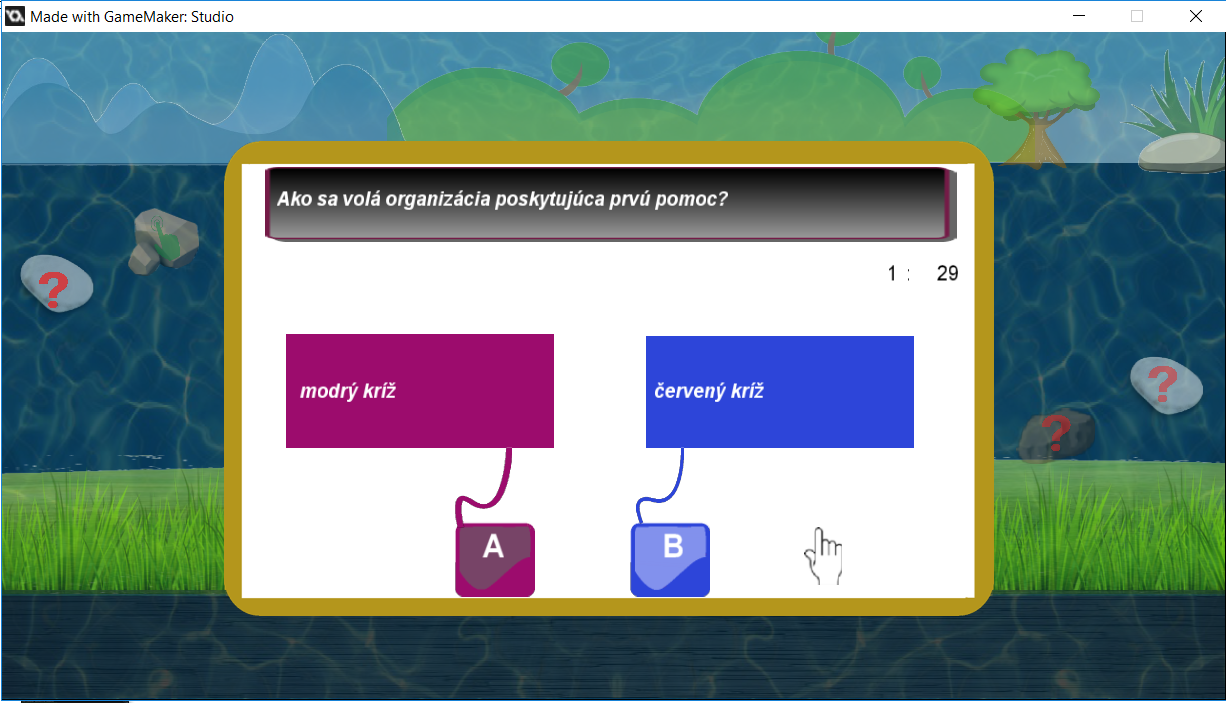 Made with GameMaker: Studio
Ako sa volá organizácia poskytujúca prvú pomoc?
1 : 29
modrý kríž
červený kríž
A
B
?
?
?